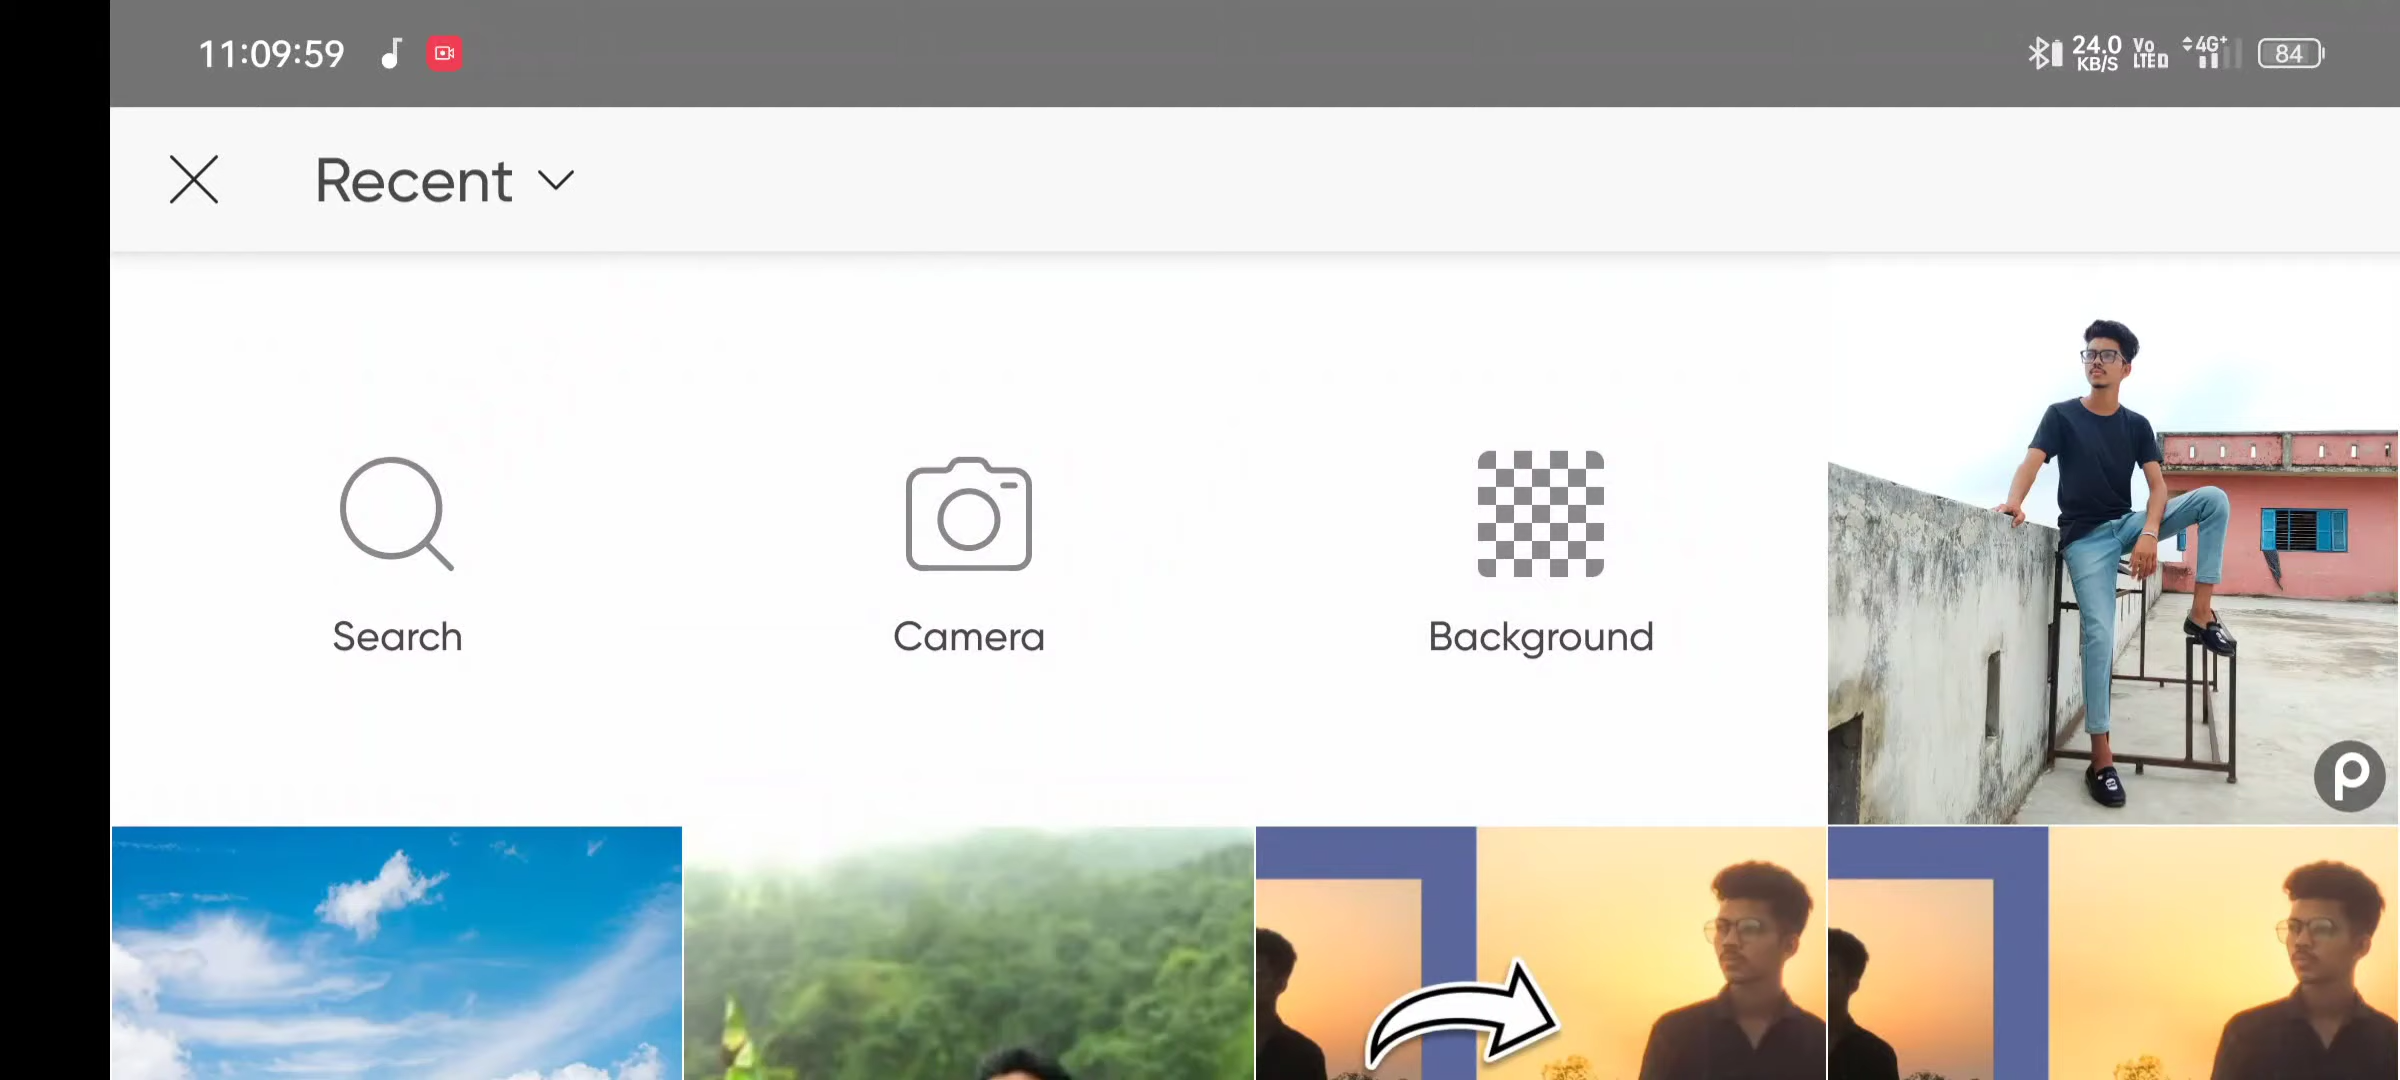 11:09:59
24.0
KB/S
Vo
LTE
4G+
84
Recent
Search
Camera
Background